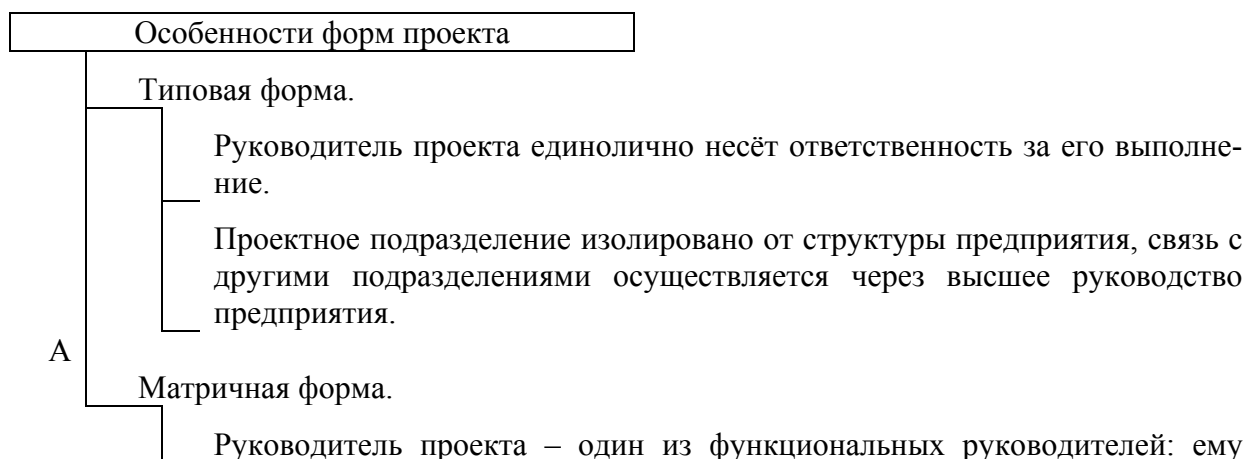 Особенности форм проекта
Типовая форма.
Руководитель проекта единолично несёт ответственность за его выполне-
ние.
Проектное подразделение изолировано от структуры предприятия, связь с
другими подразделениями осуществляется через высшее руководство
предприятия.
А
Матричная форма.
Руководитель проекта – один из функциональных руководителей: ему